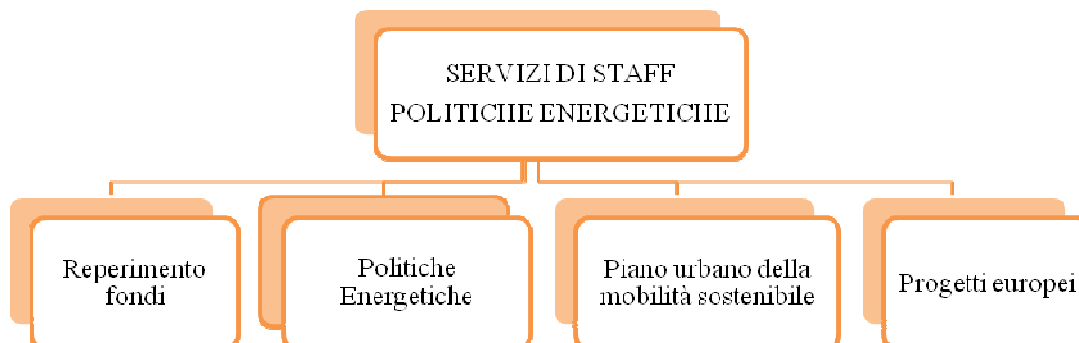 SERVIZI DI STAFF
POLITICHE ENERGETICHE
Reperimento
fondi
Politiche
Energetiche
Piano urbano della
mobilità sostenibile
Progetti europei